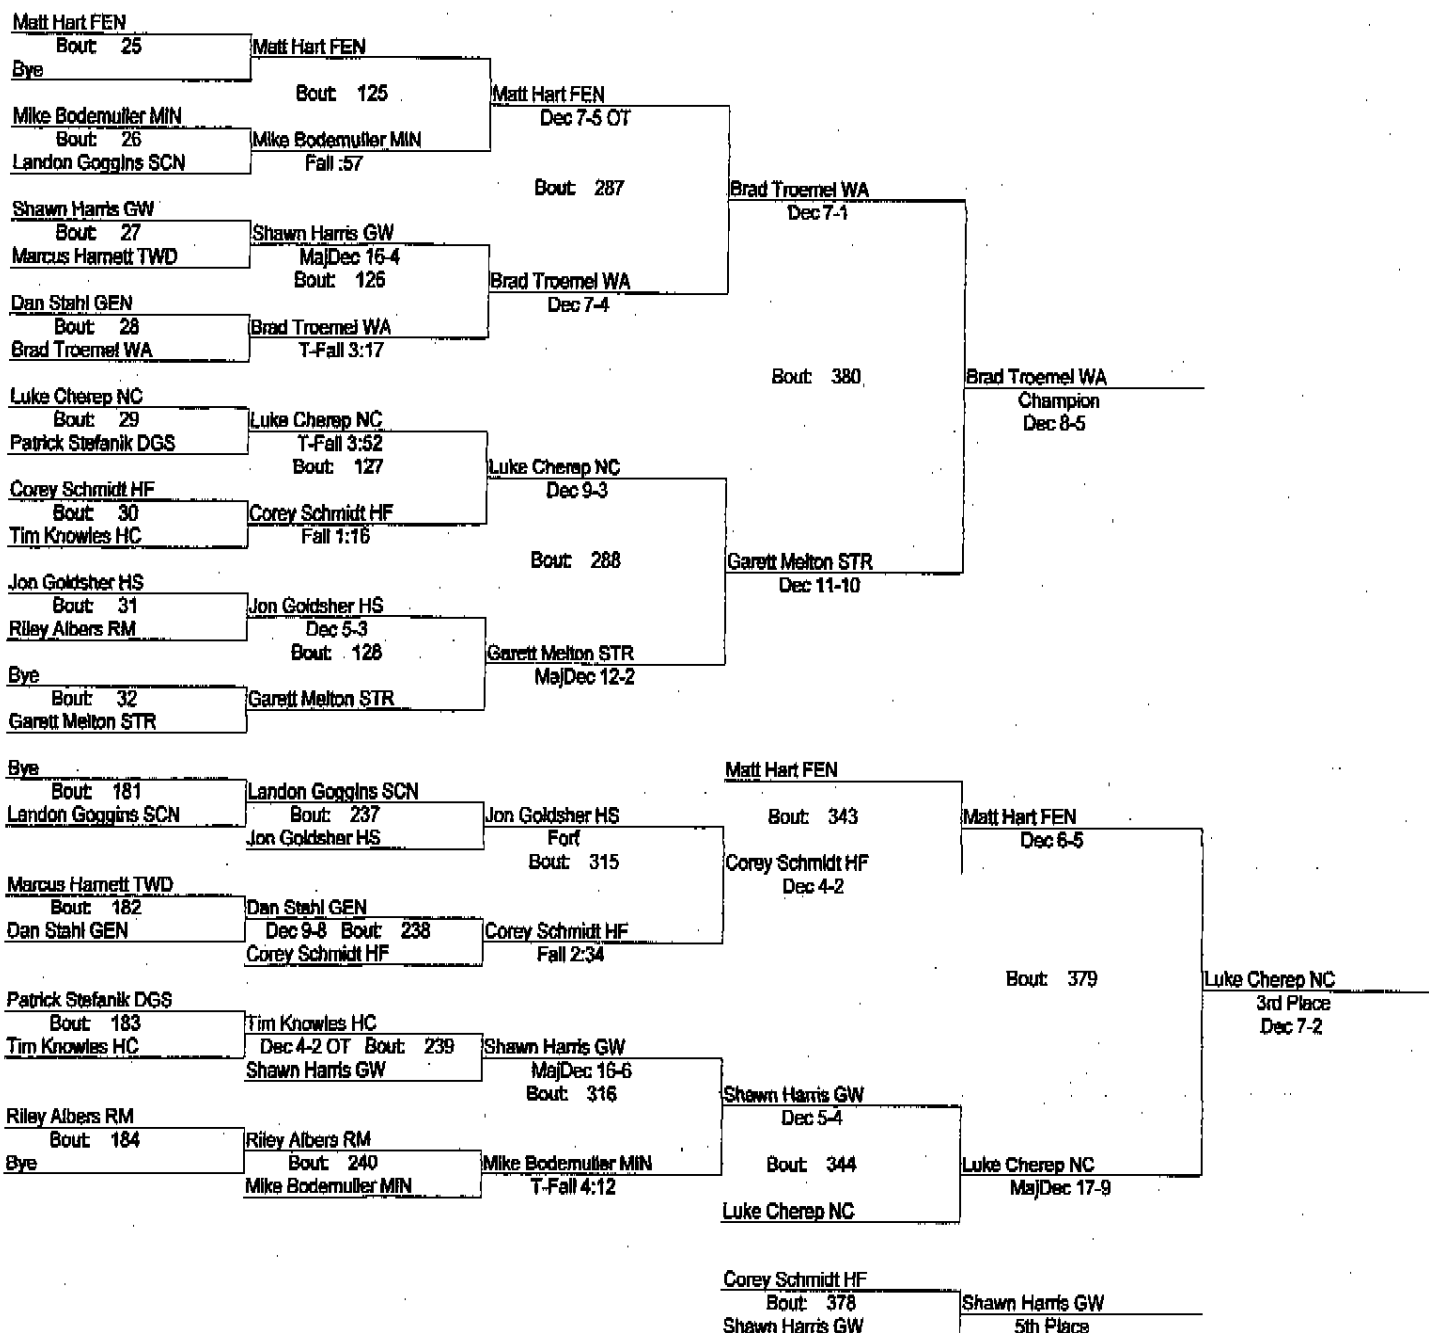 Matt Hart FEN
Bout: 25
Bye
Matt Hart FEN
Bout: 125
Mike Bodemuller MIN
Bout: 26
Landon Goggins SCN
Mike Bodemuller MIN
Fall :57
Matt Hart FEN
Dec 7-5 OT
Bout: 287
Shawn Harris GW
Bout: 27
Marcus Harnett TWD
Shawn Harris GW
MajDec 16-4
Bout: 126
Dan Stahl GEN
Bout: 28
Brad Troemel WA
Brad Troemel WA
T-Fall 3:17
Brad Troemel WA
Dec 7-4
Brad Troemel WA
Dec 7-1
Bout: 380
Brad Troemel WA
Champion
Dec 8-5
Luke Cherep NC
Bout: 29
Patrick Stefanik DGS
Luke Cherep NC
T-Fall 3:52
Bout: 127
Corey Schmidt HF
Bout: 30
Tim Knowles HC
Corey Schmidt HF
Fall 1:16
Luke Cherep NC
Dec 9-3
Bout: 288
Jon Goldsher HS
Bout: 31
Riley Albers RM
Jon Goldsher HS
Dec 5-3
Bout: 128
Bye
Bout: 32
Garett Melton STR
Garett Melton STR
Garett Melton STR
MajDec 12-2
Garett Melton STR
Dec 11-10
Bye
Bout: 181
Landon Goggins SCN
Landon Goggins SCN
Bout: 237
Jon Goldsher HS
Jon Goldsher HS
Forf
Bout: 315
Marcus Harnett TWD
Bout: 182
Dan Stahl GEN
Dan Stahl GEN
Dec 9-8 Bout: 238
Corey Schmidt HF
Corey Schmidt HF
Fall 2:34
Matt Hart FEN
Bout: 343
Corey Schmidt HF
Dec 4-2
Matt Hart FEN
Dec 6-5
Bout: 379
Luke Cherep NC
3rd Place
Dec 7-2
Patrick Stefanik DGS
Bout: 183
Tim Knowles HC
Tim Knowles HC
Dec 4-2 OT Bout: 239
Shawn Harris GW
Shawn Harris GW
MajDec 16-6
Bout: 316
Riley Albers RM
Bout: 184
Bye
Riley Albers RM
Bout: 240
Mike Bodemuller MIN
Mike Bodemuller MIN
T-Fall 4:12
Shawn Harris GW
Dec 5-4
Bout: 344
Luke Cherep NC
Luke Cherep NC
MajDec 17-9
Corey Schmidt HF
Bout: 378
Shawn Harris GW
Shawn Harris GW
5th Place